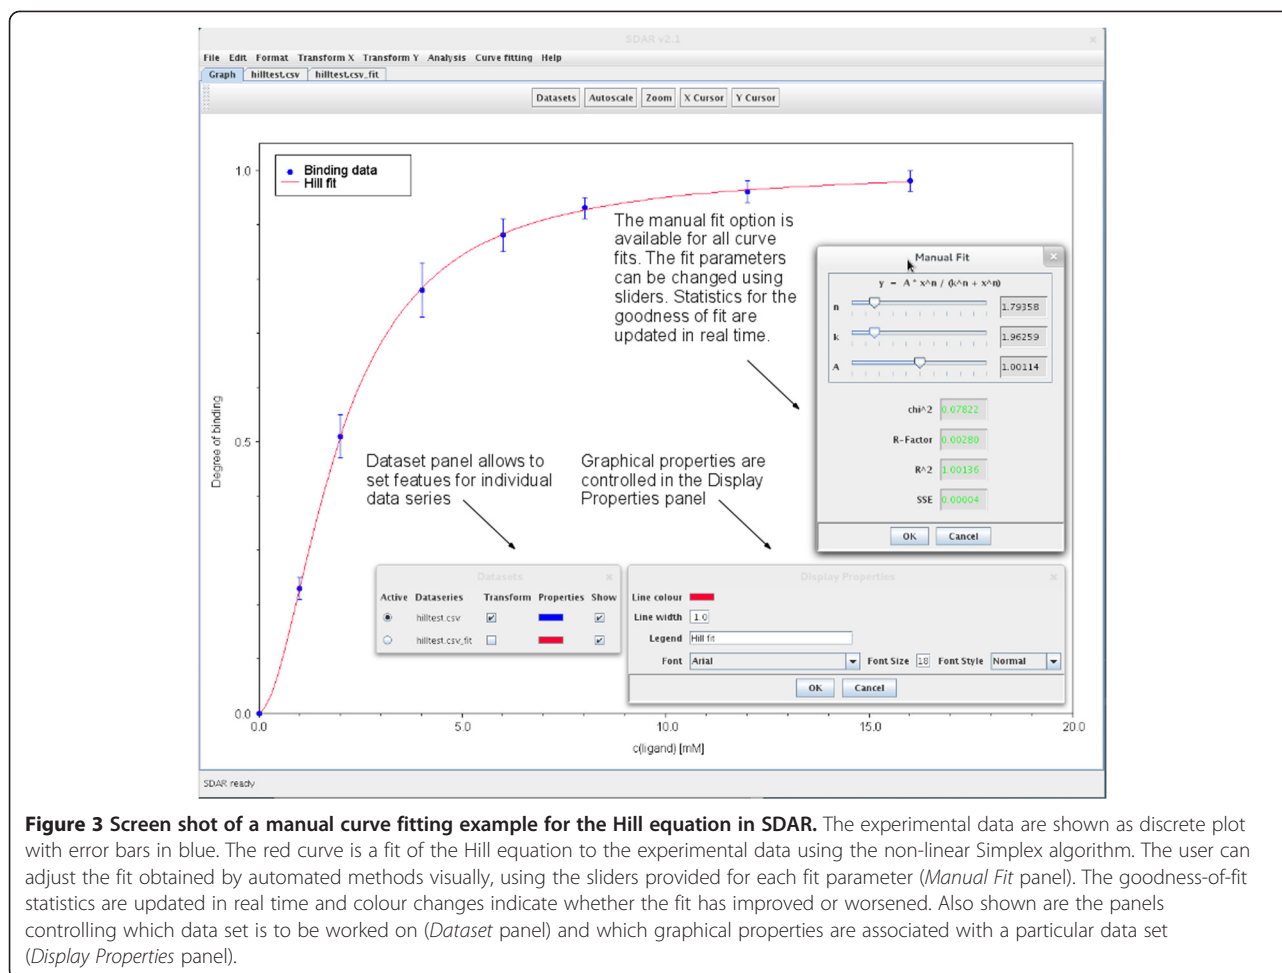 SDAR v2.1
File Edit Format Transform X Transform Y Analysis Curve fitting Help
Graph hilltest.csv hilltest.csv_fit
Datasets Autoscale Zoom X Cursor Y Cursor
Binding data
Hill fit
1.0
0.5
0.0
Degree of binding
0.0 5.0 10.0 15.0 20.0
c(ligand) [mM]
The manual fit option is
available for all curve
fits. The fit parameters
can be changed using
sliders. Statistics for the
goodness of fit are
updated in real time.
Manual Fit
y = A * x^n / (k^n + x^n)
n 1.79358
k 1.96259
A 1.00114
chi^2 0.07822
R-Factor 0.00280
R^2 1.00136
SSE 0.00004
OK Cancel
Dataset panel allows to
set featues for individual
data series
Graphical properties are
controlled in the Display
Properties panel
Datasets
Active Dataseries Transform Properties Show
hilltest.csv
hilltest.csv_fit
Display Properties
Line colour
Line width 1.0
Legend Hill fit
Font Arial Font Size 18 Font Style Normal
OK Cancel
SDAR ready
Figure 3 Screen shot of a manual curve fitting example for the Hill equation in SDAR. The experimental data are shown as discrete plot
with error bars in blue. The red curve is a fit of the Hill equation to the experimental data using the non-linear Simplex algorithm. The user can
adjust the fit obtained by automated methods visually, using the sliders provided for each fit parameter (Manual Fit panel). The goodness-of-fit
statistics are updated in real time and colour changes indicate whether the fit has improved or worsened. Also shown are the panels
controlling which data set is to be worked on (Dataset panel) and which graphical properties are associated with a particular data set
(Display Properties panel).